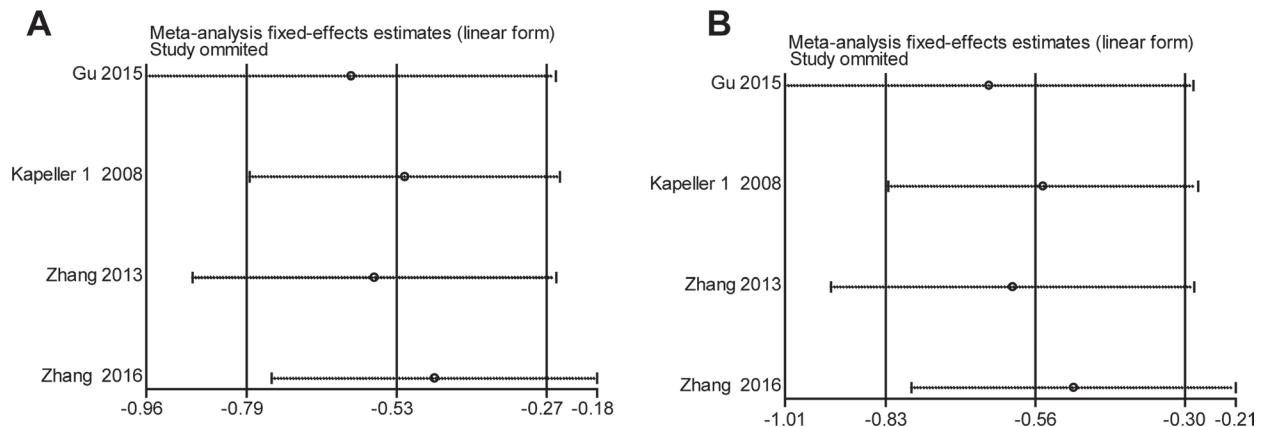 A
Meta-analysis fixed-effects estimates (linear form)
Study ommited
Gu 2015
Kapeller 1 2008
Zhang 2013
Zhang 2016
-0.96 -0.79 -0.53 -0.27 -0.18
B
Meta-analysis fixed-effects estimates (linear form)
Study ommited
Gu 2015
Kapeller 1 2008
Zhang 2013
Zhang 2016
-1.01 -0.83 -0.56 -0.30 -0.21